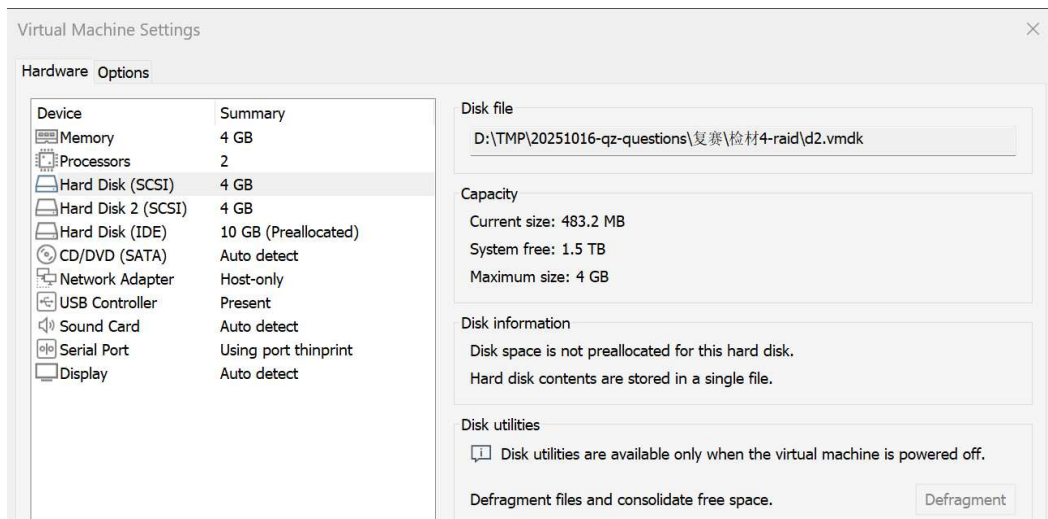 Virtual Machine Settings
Hardware Options
Device Summary
Memory 4 GB
Processors 2
Hard Disk (SCSI) 4 GB
Hard Disk 2 (SCSI) 4 GB
Hard Disk (IDE) 10 GB (Preallocated)
CD/DVD (SATA) Auto detect
Network Adapter Host-only
USB Controller Present
Sound Card Auto detect
Serial Port Using port thinprint
Display Auto detect
Disk file
D:\TMP\20251016-qz-questions\复赛\检材4-raid\d2.vmdk
Capacity
Current size: 483.2 MB
System free: 1.5 TB
Maximum size: 4 GB
Disk information
Disk space is not preallocated for this hard disk.
Hard disk contents are stored in a single file.
Disk utilities
Disk utilities are available only when the virtual machine is powered off.
Defragment files and consolidate free space. Defragment